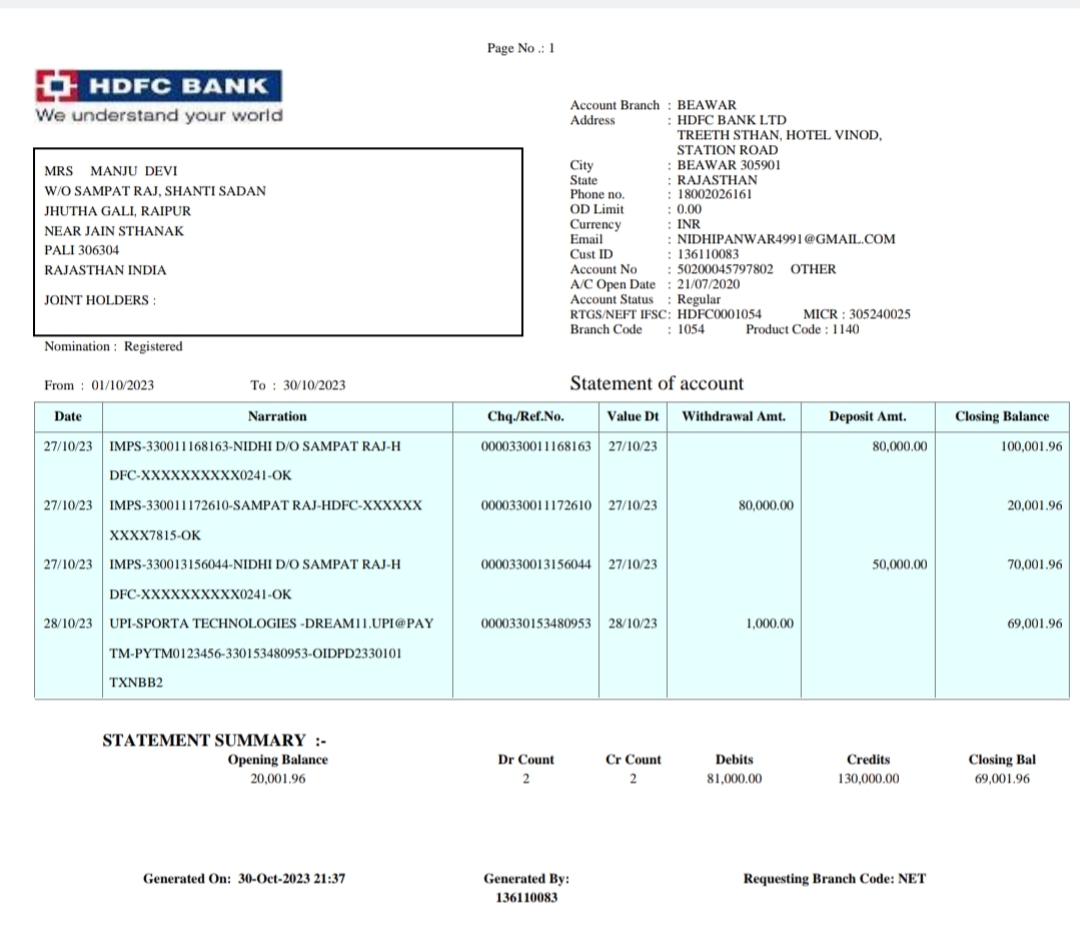 Page No .: 1
HDFC BANK
We understand your world
MRS MANJU DEVI
W/O SAMPAT RAJ, SHANTI SADAN
JHUTHA GALI, RAIPUR
NEAR JAIN STHANAK
PALI 306304
RAJASTHAN INDIA
JOINT HOLDERS :
Nomination : Registered
Account Branch : BEAWAR
Address : HDFC BANK LTD
TREETH STHAN, HOTEL VINOD,
STATION ROAD
City : BEAWAR 305901
State : RAJASTHAN
Phone no. : 18002026161
OD Limit : 0.00
Currency : INR
Email : NIDHIPANWAR4991@GMAIL.COM
Cust ID : 136110083
Account No : 50200045797802 OTHER
A/C Open Date : 21/07/2020
Account Status : Regular
RTGS/NEFT IFSC: HDFC0001054 MICR : 305240025
Branch Code : 1054 Product Code : 1140
From : 01/10/2023 To : 30/10/2023 Statement of account
Date Narration Chq./Ref.No. Value Dt Withdrawal Amt. Deposit Amt. Closing Balance
27/10/23 IMPS-330011168163-NIDHI D/O SAMPAT RAJ-H 0000330011168163 27/10/23 80,000.00 100,001.96
DFC-XXXXXXXXXX0241-OK
27/10/23 IMPS-330011172610-SAMPAT RAJ-HDFC-XXXXXX 0000330011172610 27/10/23 80,000.00 20,001.96
XXXX7815-OK
27/10/23 IMPS-330013156044-NIDHI D/O SAMPAT RAJ-H 0000330013156044 27/10/23 50,000.00 70,001.96
DFC-XXXXXXXXXX0241-OK
28/10/23 UPI-SPORTA TECHNOLOGIES -DREAM11.UPI@PAY 0000330153480953 28/10/23 1,000.00 69,001.96
TM-PYTM0123456-330153480953-OIDPD2330101
TXNBB2
STATEMENT SUMMARY :-
Opening Balance Dr Count Cr Count Debits Credits Closing Bal
20,001.96 2 2 81,000.00 130,000.00 69,001.96
Generated On: 30-Oct-2023 21:37 Generated By: Requesting Branch Code: NET
136110083